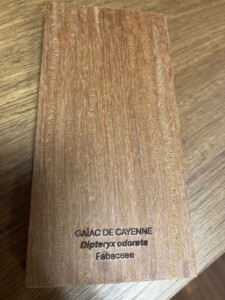 GAÏAC DE CAYENNE
Dipteryx odorata
Fabaceae